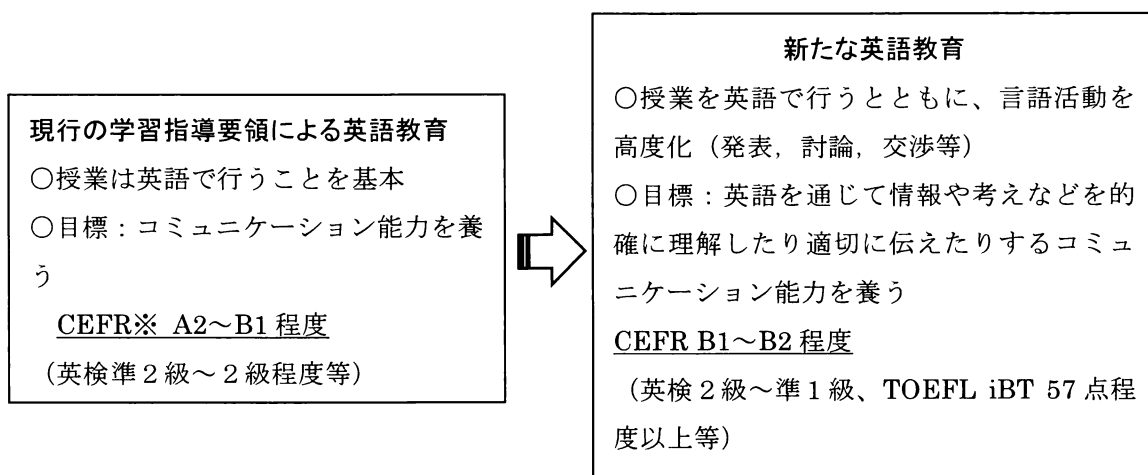 現行の学習指導要領による英語教育
○授業は英語で行うことを基本
○目標：コミュニケーション能力を養
う
CEFR※ A2～B1 程度
（英検準２級～２級程度等）
新たな英語教育
○授業を英語で行うとともに、言語活動を
高度化（発表，討論，交渉等）
○目標：英語を通じて情報や考えなどを的
確に理解したり適切に伝えたりするコミュ
ニケーション能力を養う
CEFR B1～B2 程度
（英検２級～準１級、TOEFL iBT 57 点程
度以上等）